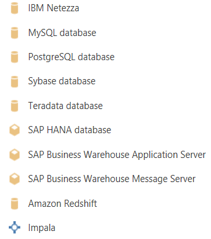 IBM Netezza
MySQL database
PostgreSQL database
Sybase database
Teradata database
SAP HANA database
SAP Business Warehouse Application Server
SAP Business Warehouse Message Server
Amazon Redshift
Impala